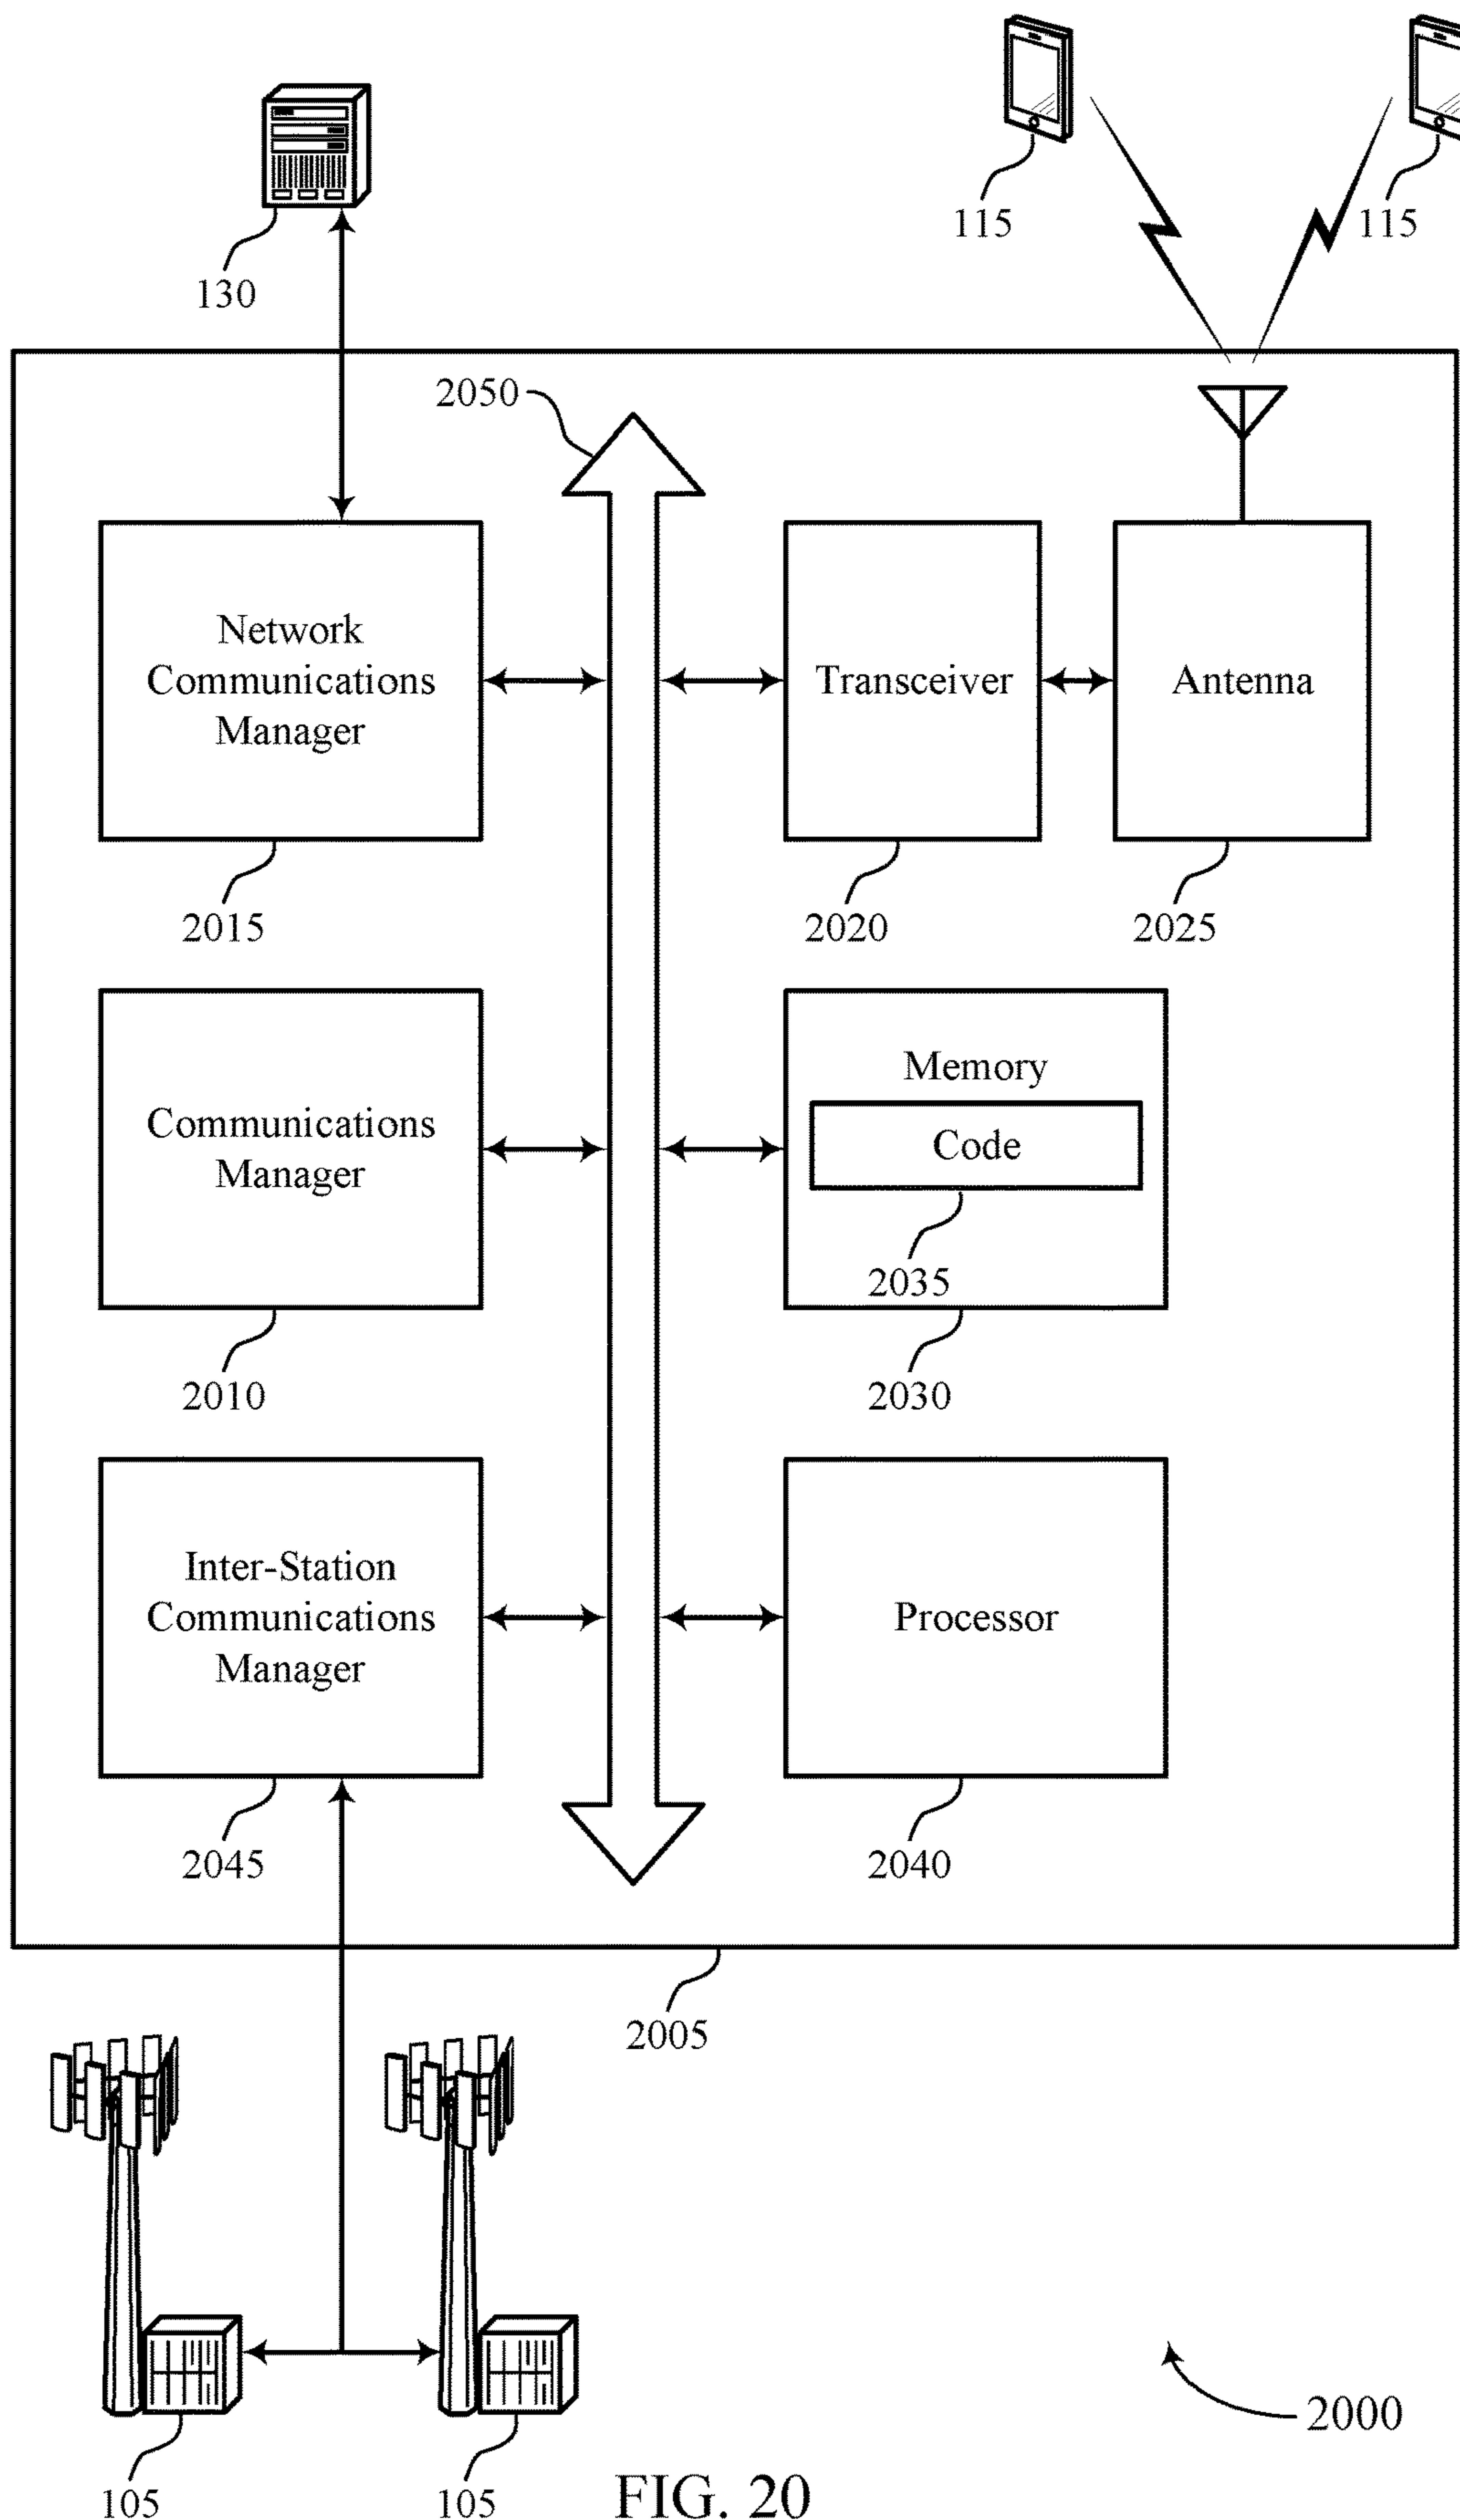 115
115
130
2050
Network
Communications
Manager
Transceiver
Antenna
2015
2020
2025
Communications
Manager
Memory
Code
2035
2010
2030
Inter-Station
Communications
Manager
Processor
2045
2040
2005
2000
105
105
FIG. 20